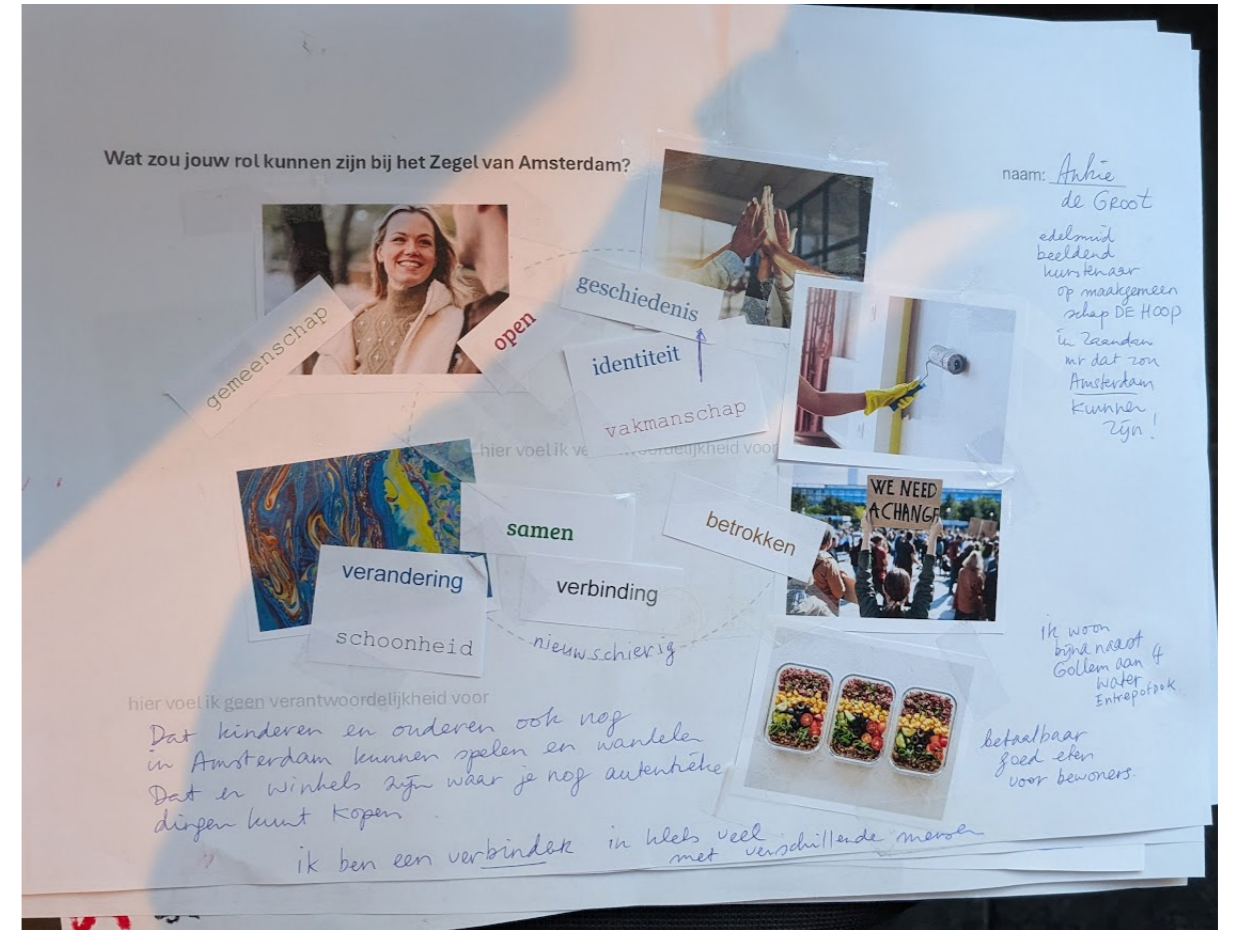 Wat zou jouw rol kunnen zijn bij het Zegel van Amsterdam?
naam: Ankie
de GROOT
edelsmid
beeldend
kunstenaar
op maakgemeen
schap DE HOOP
in Zaandam
mr dat zou
Amsterdam
kunnen
zijn!
gemeenschap
open
geschiedenis
identiteit
vakmanschap
hier voel ik verantwoordelijkheid voor
WE NEED
A CHANGE
samen
betrokken
verandering
verbinding
schoonheid
nieuwschierig
ik woon
bijna naast
Gollem aan 't
water
Entrepotdok
hier voel ik geen verantwoordelijkheid voor
Dat kinderen en ouderen ook nog
in Amsterdam kunnen spelen en wandelen
Dat er winkels zijn waar je nog autentieke
dingen kunt kopen
betaalbaar
goed eten
voor bewoners.
ik ben een verbinder ik veel
met verschillende mensen